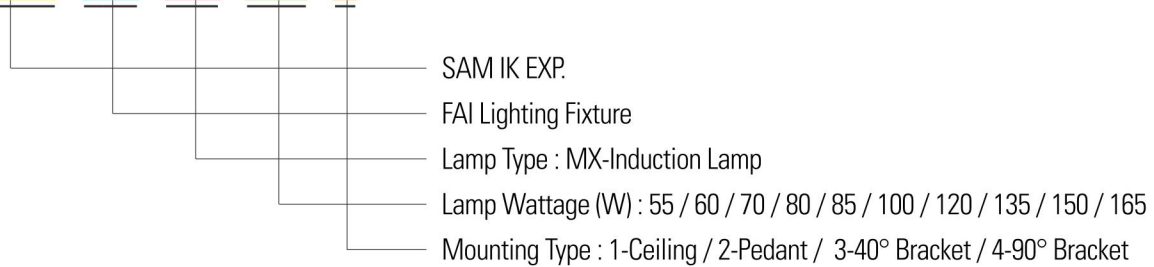 SAM IK EXP.
FAI Lighting Fixture
Lamp Type : MX-Induction Lamp
Lamp Wattage (W) : 55 / 60 / 70 / 80 / 85 / 100 / 120 / 135 / 150 / 165
Mounting Type : 1-Ceiling / 2-Pedant / 3-40° Bracket / 4-90° Bracket